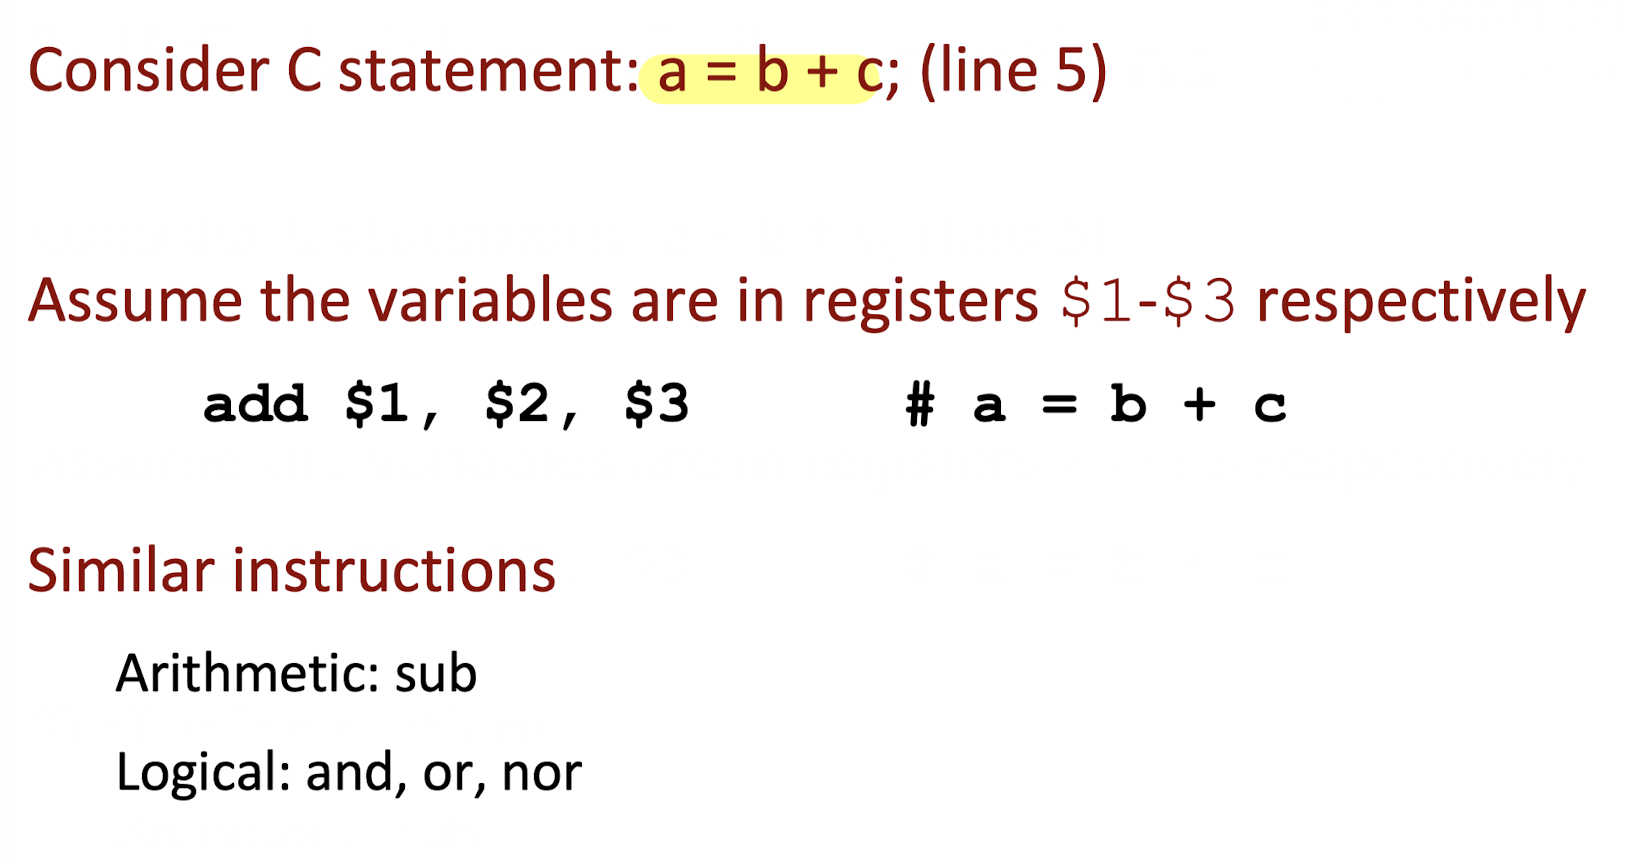 Consider C statement: a = b + c; (line 5)
Assume the variables are in registers $1-$3 respectively
add $1, $2, $3 # a = b + c
Similar instructions
Arithmetic: sub
Logical: and, or, nor